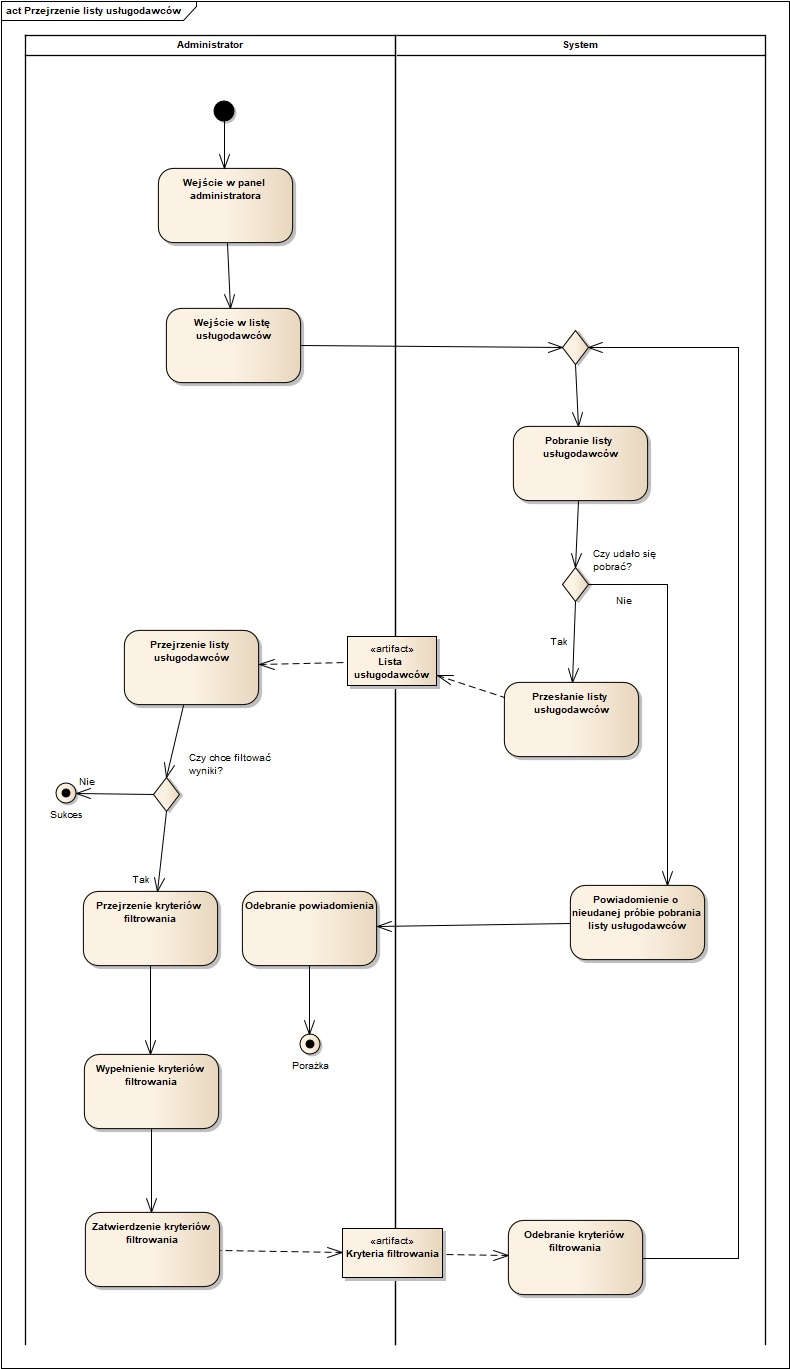 act Przejrzenie listy usługodawców
Administrator
System
Wejście w panel
administratora
Wejście w listę
usługodawców
Pobranie listy
usługodawców
Czy udało się
pobrać?
Nie
Tak
Przejrzenie listy
usługodawców
«artifact»
Lista
usługodawców
Przesłanie listy
usługodawców
Czy chce filtować
wyniki?
Nie
Sukces
Tak
Przejrzenie kryteriów
filtrowania
Odebranie powiadomienia
Powiadomienie o
nieudanej próbie pobrania
listy usługodawców
Porażka
Wypełnienie kryteriów
filtrowania
Zatwierdzenie kryteriów
filtrowania
«artifact»
Kryteria filtrowania
Odebranie kryteriów
filtrowania